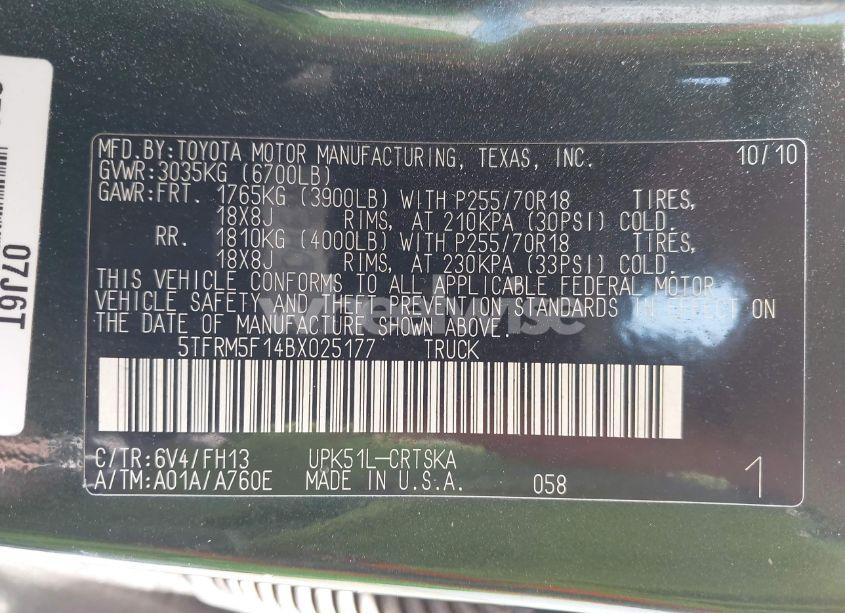 MFD.BY:TOYOTA MOTOR MANUFACTURING, TEXAS, INC. 10/10
GVWR:3035KG (6700LB)
GAWR:FRT. 1765KG (3900LB) WITH P255/70R18 TIRES,
18X8J RIMS, AT 210KPA (30PSI) COLD.
RR. 1810KG (4000LB) WITH P255/70R18 TIRES,
18X8J RIMS, AT 230KPA (33PSI) COLD.
THIS VEHICLE CONFORMS TO ALL APPLICABLE FEDERAL MOTOR
VEHICLE SAFETY AND THEFT PREVENTION STANDARDS IN EFFECT ON
THE DATE OF MANUFACTURE SHOWN ABOVE.
5TFRM5F14BX025177 TRUCK
C/TR:6V4/FH13 UPK51L-CRTSKA
A/TM:A01A/A760E MADE IN U.S.A. 058 1
07J6T